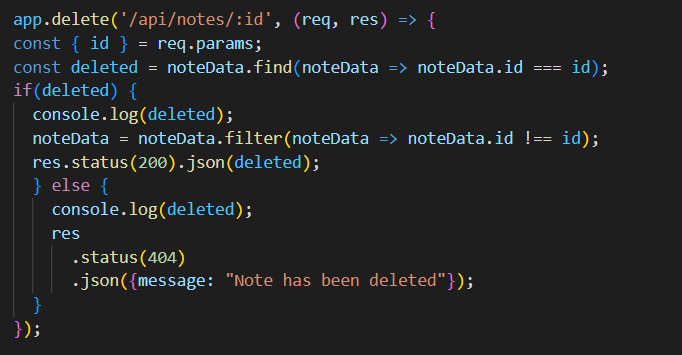 app.delete('/api/notes/:id', (req, res) => {
const { id } = req.params;
const deleted = noteData.find(noteData => noteData.id === id);
if(deleted) {
console.log(deleted);
noteData = noteData.filter(noteData => noteData.id !== id);
res.status(200).json(deleted);
} else {
console.log(deleted);
res
.status(404)
.json({message: "Note has been deleted"});
}
});